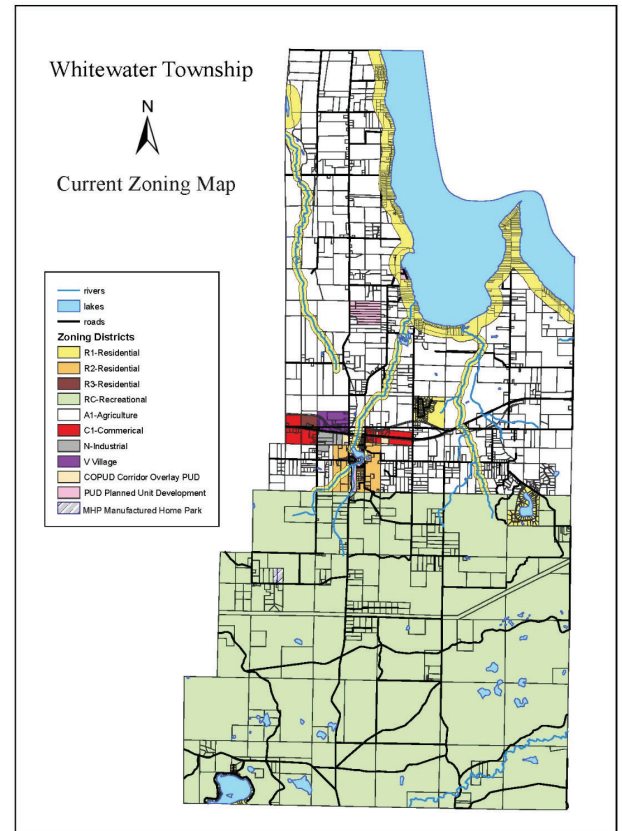 Whitewater Township
N
Current Zoning Map
rivers
lakes
roads
Zoning Districts
R1-Residential
R2-Residential
R3-Residential
RC-Recreational
A1-Agriculture
C1-Commerical
N-Industrial
V Village
COPUD Corridor Overlay PUD
PUD Planned Unit Development
MHP Manufactured Home Park